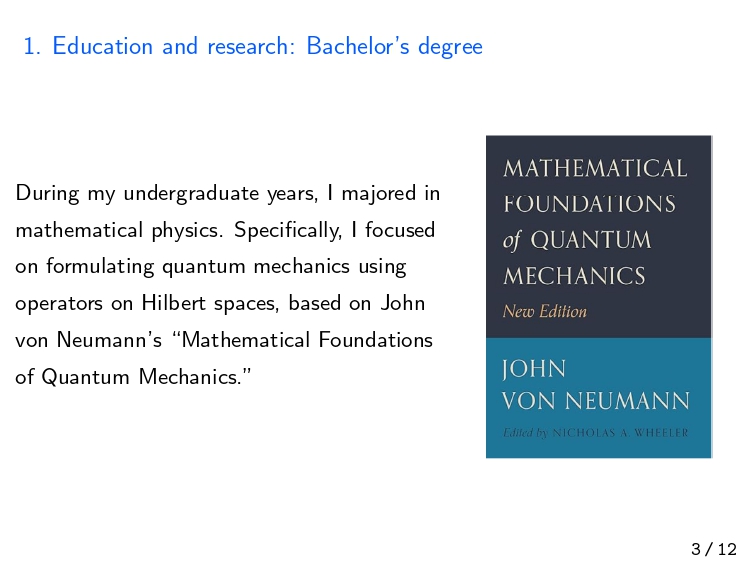 1. Education and research: Bachelor's degree
During my undergraduate years, I majored in
mathematical physics. Specifically, I focused
on formulating quantum mechanics using
operators on Hilbert spaces, based on John
von Neumann's “Mathematical Foundations
of Quantum Mechanics.”
MATHEMATICAL
FOUNDATIONS
of QUANTUM
MECHANICS
New Edition
JOHN
VON NEUMANN
Edited by NICHOLAS A. WHEELER
3 / 12